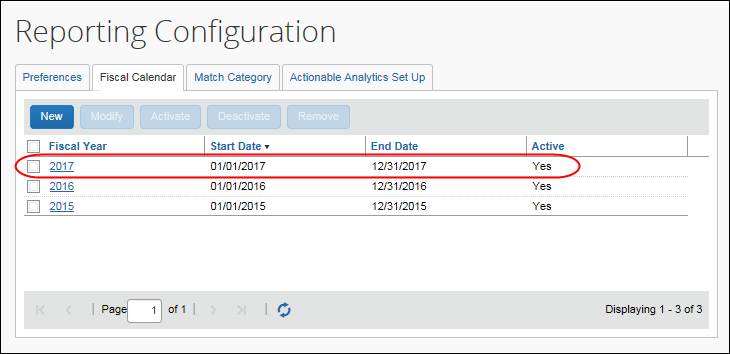 Reporting Configuration
Preferences Fiscal Calendar Match Category Actionable Analytics Set Up
New Modify Activate Deactivate Remove
Fiscal Year Start Date End Date Active
2017 01/01/2017 12/31/2017 Yes
2016 01/01/2016 12/31/2016 Yes
2015 01/01/2015 12/31/2015 Yes
Page 1 of 1 Displaying 1 - 3 of 3